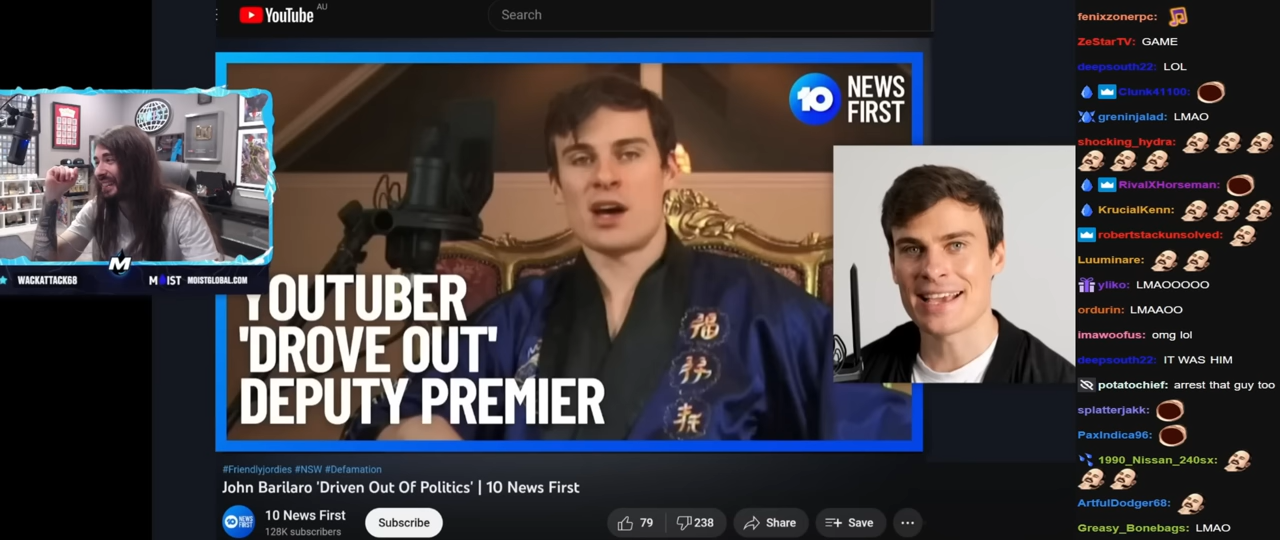 YouTube AU
Search
10 NEWS
FIRST
YOUTUBER
'DROVE OUT'
DEPUTY PREMIER
福
WACKATTACK68
M
MOIST
MOISTGLOBAL.COM
#Friendlyjordies #NSW #Defamation
John Barilaro 'Driven Out Of Politics' | 10 News First
10 NEWS FIRST
10 News First
128K subscribers
Subscribe
79
238
Share
Save
fenixzonerpc:
ZeStarTV: GAME
deepsouth22: LOL
Clunk41100:
greninjalad: LMAO
shocking_hydra:
RivalXHorseman:
KrucialKenn:
robertstackunsolved:
Luuminare:
yliko: LMAOOOOO
ordurin: LMAAOO
imawoofus: omg lol
deepsouth22: IT WAS HIM
potatochief: arrest that guy too
splatterjakk:
PaxIndica96:
1990_Nissan_240sx:
ArtfulDodger68:
Greasy_Bonebags: LMAO